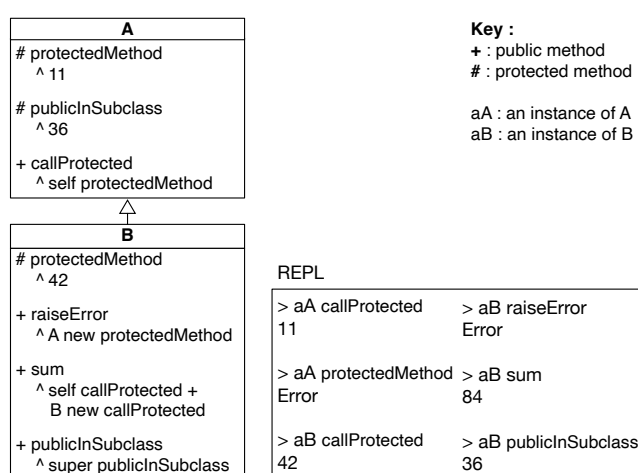 A
# protectedMethod
^ 11
# publicInSubclass
^ 36
+ callProtected
^ self protectedMethod
B
# protectedMethod
^ 42
+ raiseError
^ A new protectedMethod
+ sum
^ self callProtected +
B new callProtected
+ publicInSubclass
^ super publicInSubclass
Key :
+ : public method
# : protected method
aA : an instance of A
aB : an instance of B
REPL
> aA callProtected
11
> aA protectedMethod
Error
> aB callProtected
42
> aB raiseError
Error
> aB sum
84
> aB publicInSubclass
36